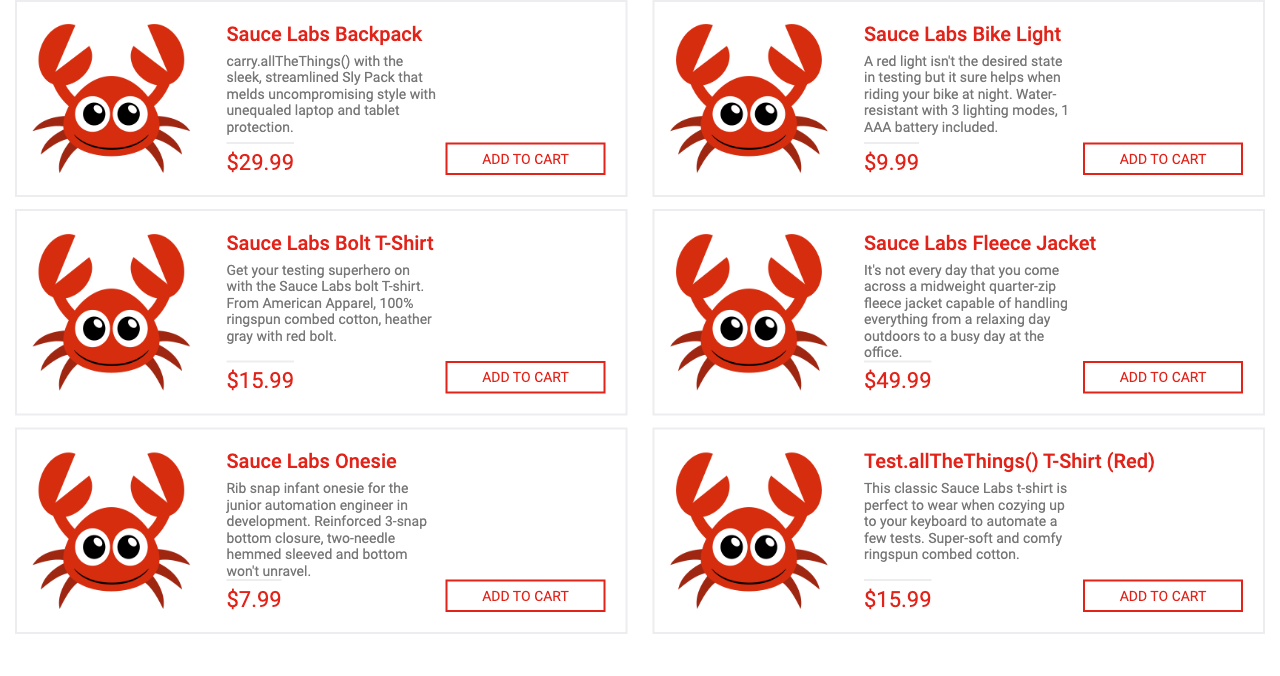 Sauce Labs Backpack
carry.allTheThings() with the
sleek, streamlined Sly Pack that
melds uncompromising style with
unequaled laptop and tablet
protection.
$29.99
ADD TO CART
Sauce Labs Bike Light
A red light isn't the desired state
in testing but it sure helps when
riding your bike at night. Water-
resistant with 3 lighting modes, 1
AAA battery included.
$9.99
ADD TO CART
Sauce Labs Bolt T-Shirt
Get your testing superhero on
with the Sauce Labs bolt T-shirt.
From American Apparel, 100%
ringspun combed cotton, heather
gray with red bolt.
$15.99
ADD TO CART
Sauce Labs Fleece Jacket
It's not every day that you come
across a midweight quarter-zip
fleece jacket capable of handling
everything from a relaxing day
outdoors to a busy day at the
office.
$49.99
ADD TO CART
Sauce Labs Onesie
Rib snap infant onesie for the
junior automation engineer in
development. Reinforced 3-snap
bottom closure, two-needle
hemmed sleeved and bottom
won't unravel.
$7.99
ADD TO CART
Test.allTheThings() T-Shirt (Red)
This classic Sauce Labs t-shirt is
perfect to wear when cozying up
to your keyboard to automate a
few tests. Super-soft and comfy
ringspun combed cotton.
$15.99
ADD TO CART